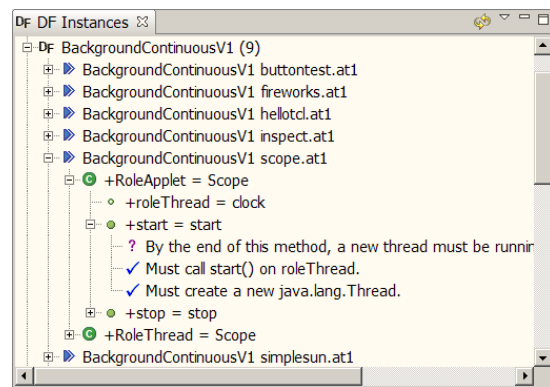 DF DF Instances
DF BackgroundContinuousV1 (9)
BackgroundContinuousV1 buttontest.at1
BackgroundContinuousV1 fireworks.at1
BackgroundContinuousV1 hellotcl.at1
BackgroundContinuousV1 inspect.at1
BackgroundContinuousV1 scope.at1
C +RoleApplet = Scope
+roleThread = clock
+start = start
? By the end of this method, a new thread must be runnin
Must call start() on roleThread.
Must create a new java.lang.Thread.
+stop = stop
C +RoleThread = Scope
BackgroundContinuousV1 simplesun.at1